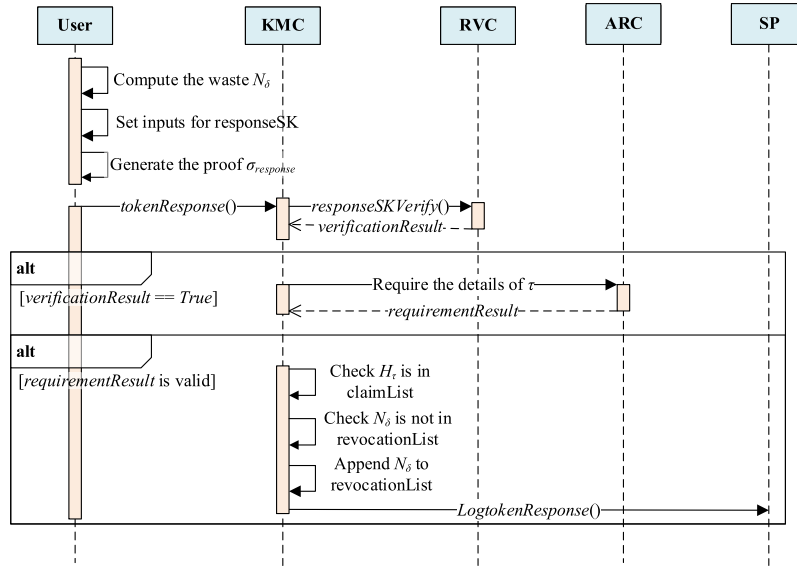 User
KMC
RVC
ARC
SP
Compute the waste Nδ
Set inputs for responseSK
Generate the proof σresponse
tokenResponse()
responseSKVerify()
verificationResult
alt
[verificationResult == True]
Require the details of τ
requirementResult
alt
[requirementResult is valid]
Check Hτ is in
claimList
Check Nδ is not in
revocationList
Append Nδ to
revocationList
LogtokenResponse()